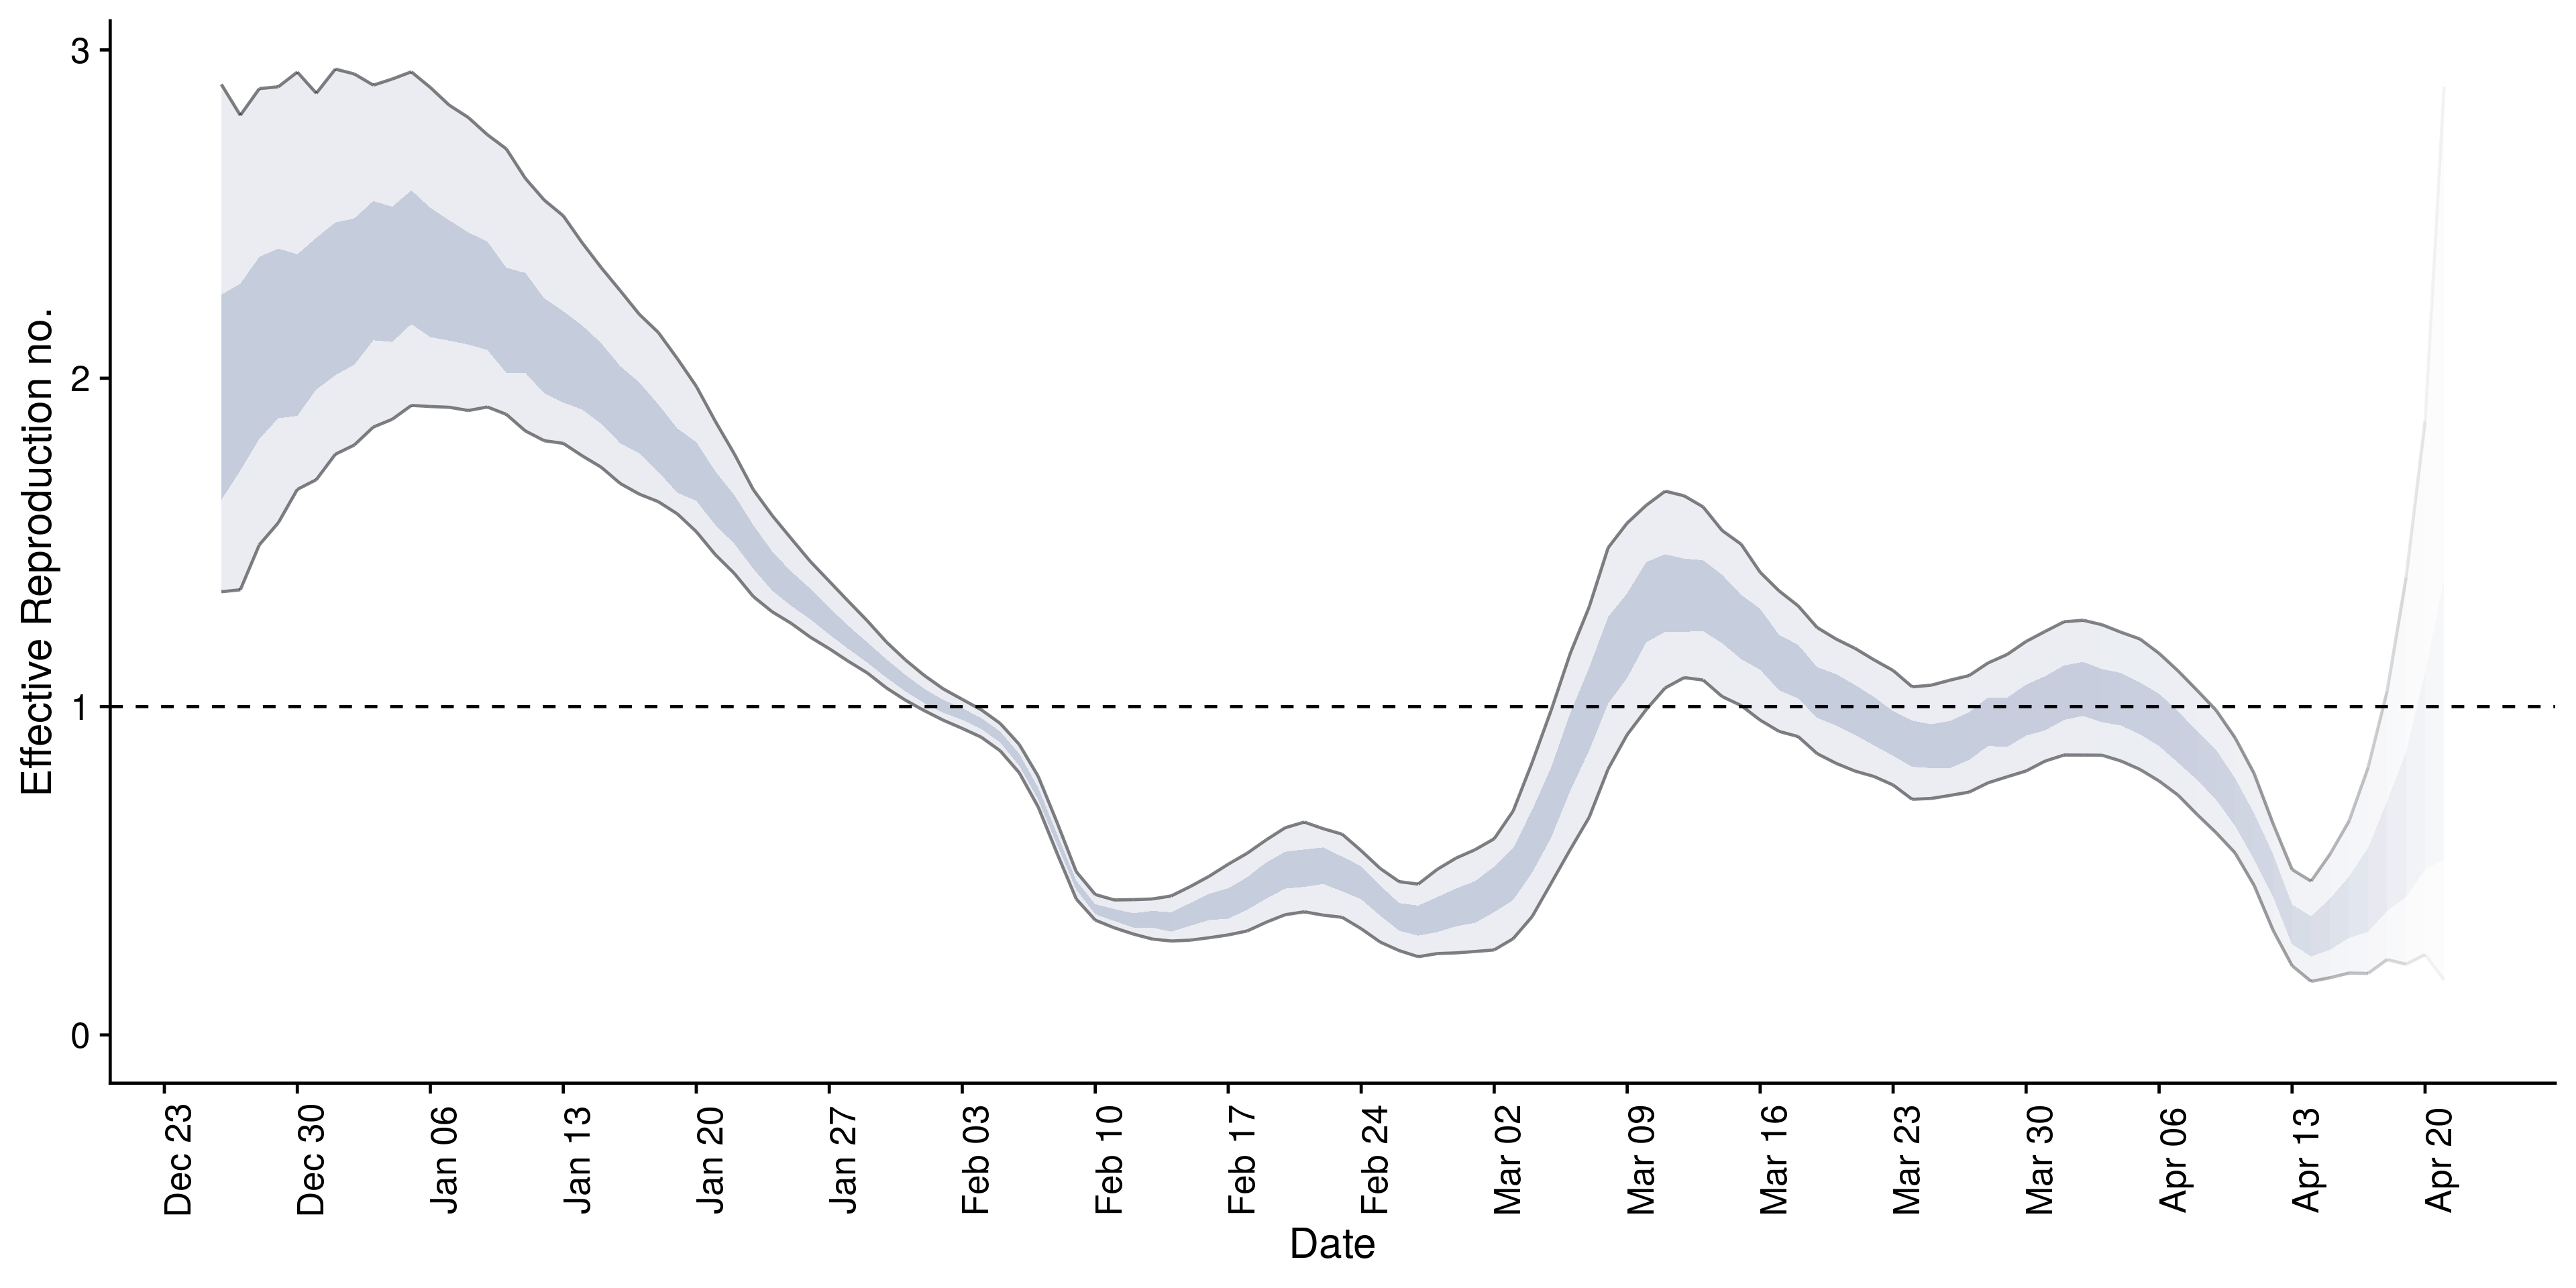 Effective Reproduction no.
3
2
1
0
Dec 23
Dec 30
Jan 06
Jan 13
Jan 20
Jan 27
Feb 03
Feb 10
Feb 17
Feb 24
Mar 02
Mar 09
Mar 16
Mar 23
Mar 30
Apr 06
Apr 13
Apr 20
Date